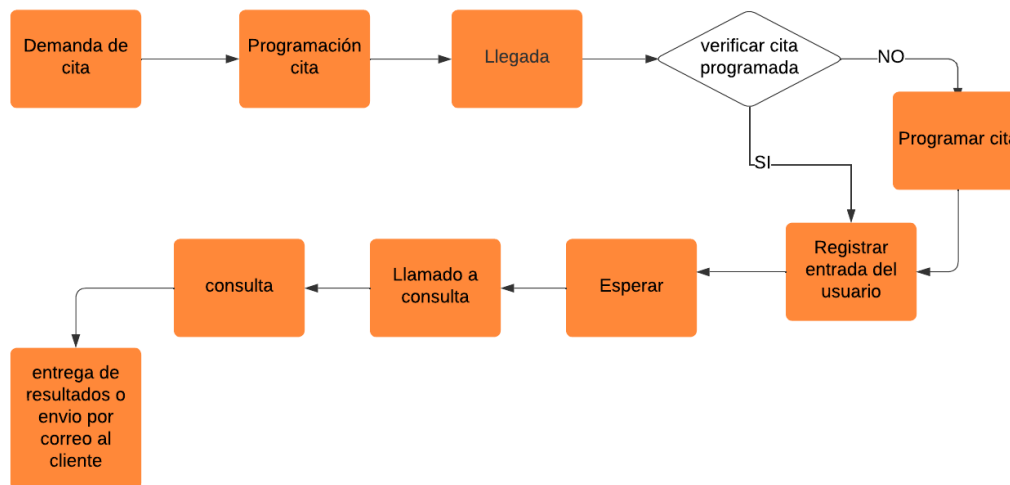 Demanda de
cita
Programación
cita
Llegada
verificar cita
programada
NO
Programar cita
SI
Registrar
entrada del
usuario
Esperar
Llamado a
consulta
consulta
entrega de
resultados o
envio por
correo al
cliente